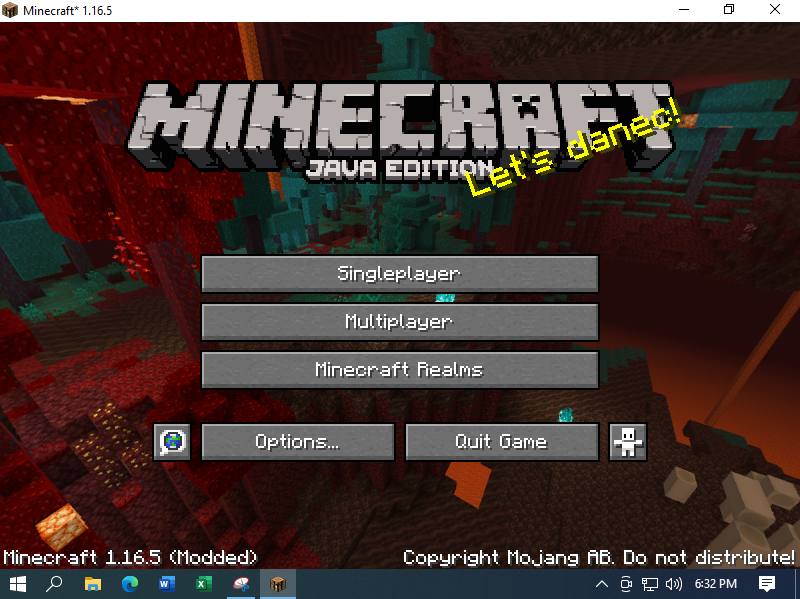 Minecraft* 1.16.5
MINECRAFT
JAVA EDITION
Let's danec!
Singleplayer
Multiplayer
Minecraft Realms
Options...
Quit Game
Minecraft 1.16.5 (Modded)
Copyright Mojang AB. Do not distribute!
6:32 PM